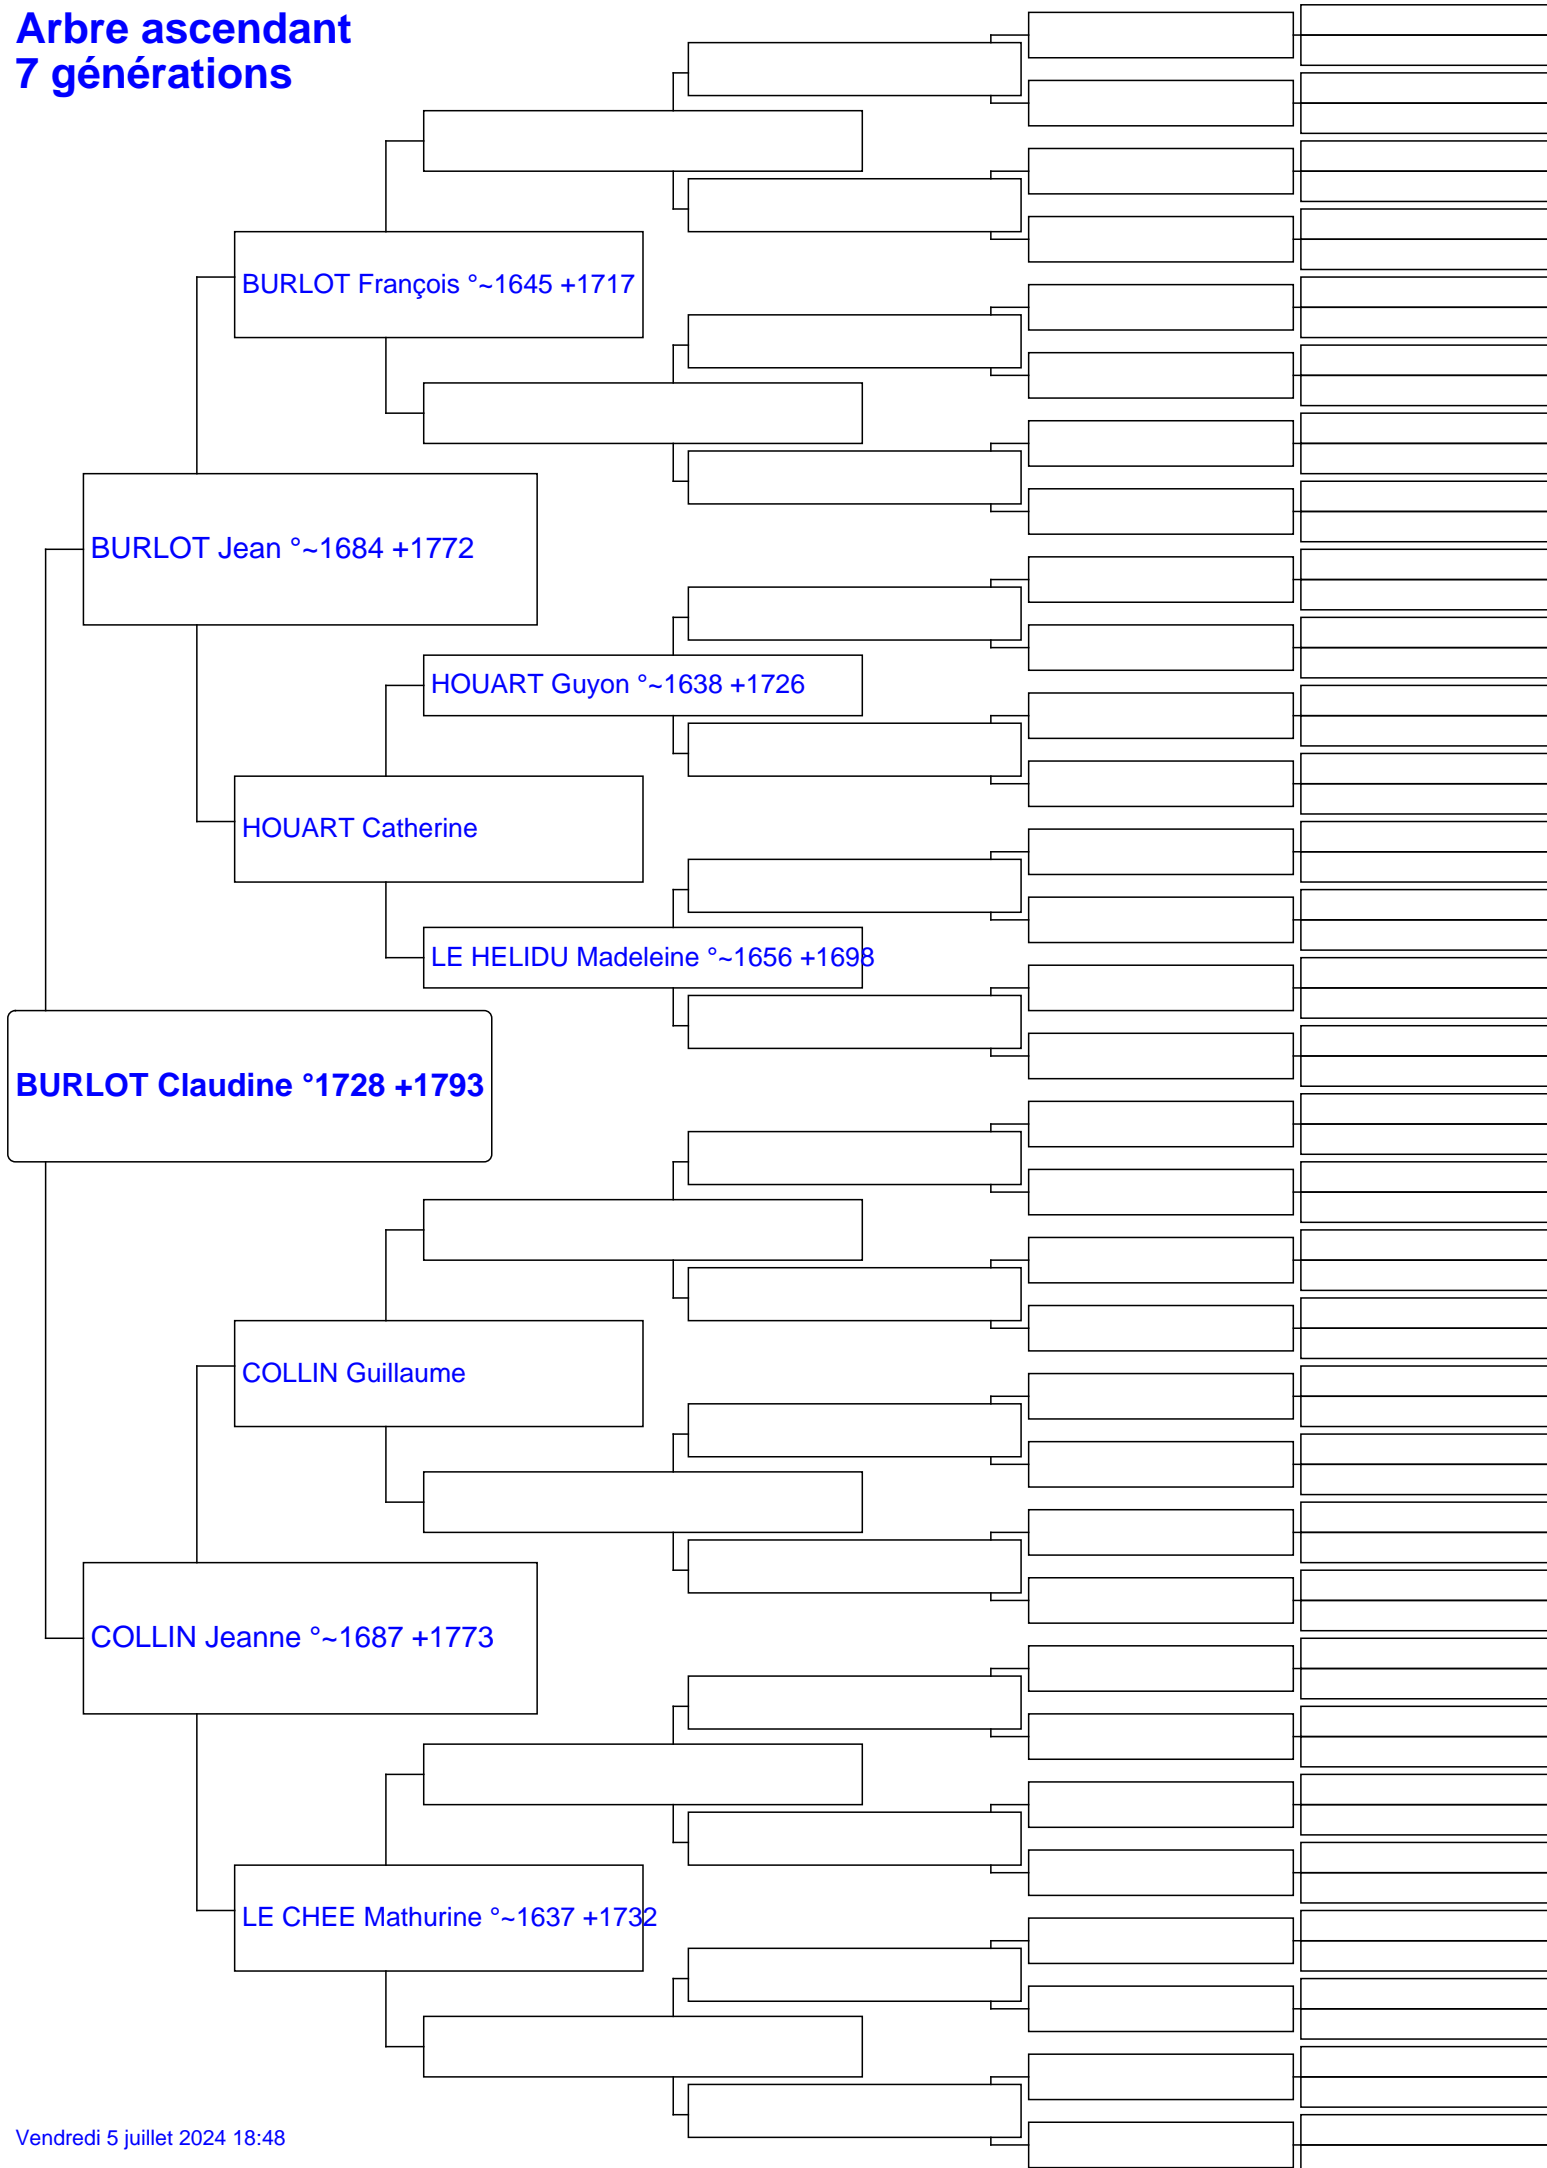 Arbre ascendant
7 générations
BURLOT François °~1645 +1717
BURLOT Jean °~1684 +1772
HOUART Guyon °~1638 +1726
HOUART Catherine
LE HELIDU Madeleine °~1656 +1698
BURLOT Claudine °1728 +1793
COLLIN Guillaume
COLLIN Jeanne °~1687 +1773
LE CHEE Mathurine °~1637 +1732
Vendredi 5 juillet 2024 18:48